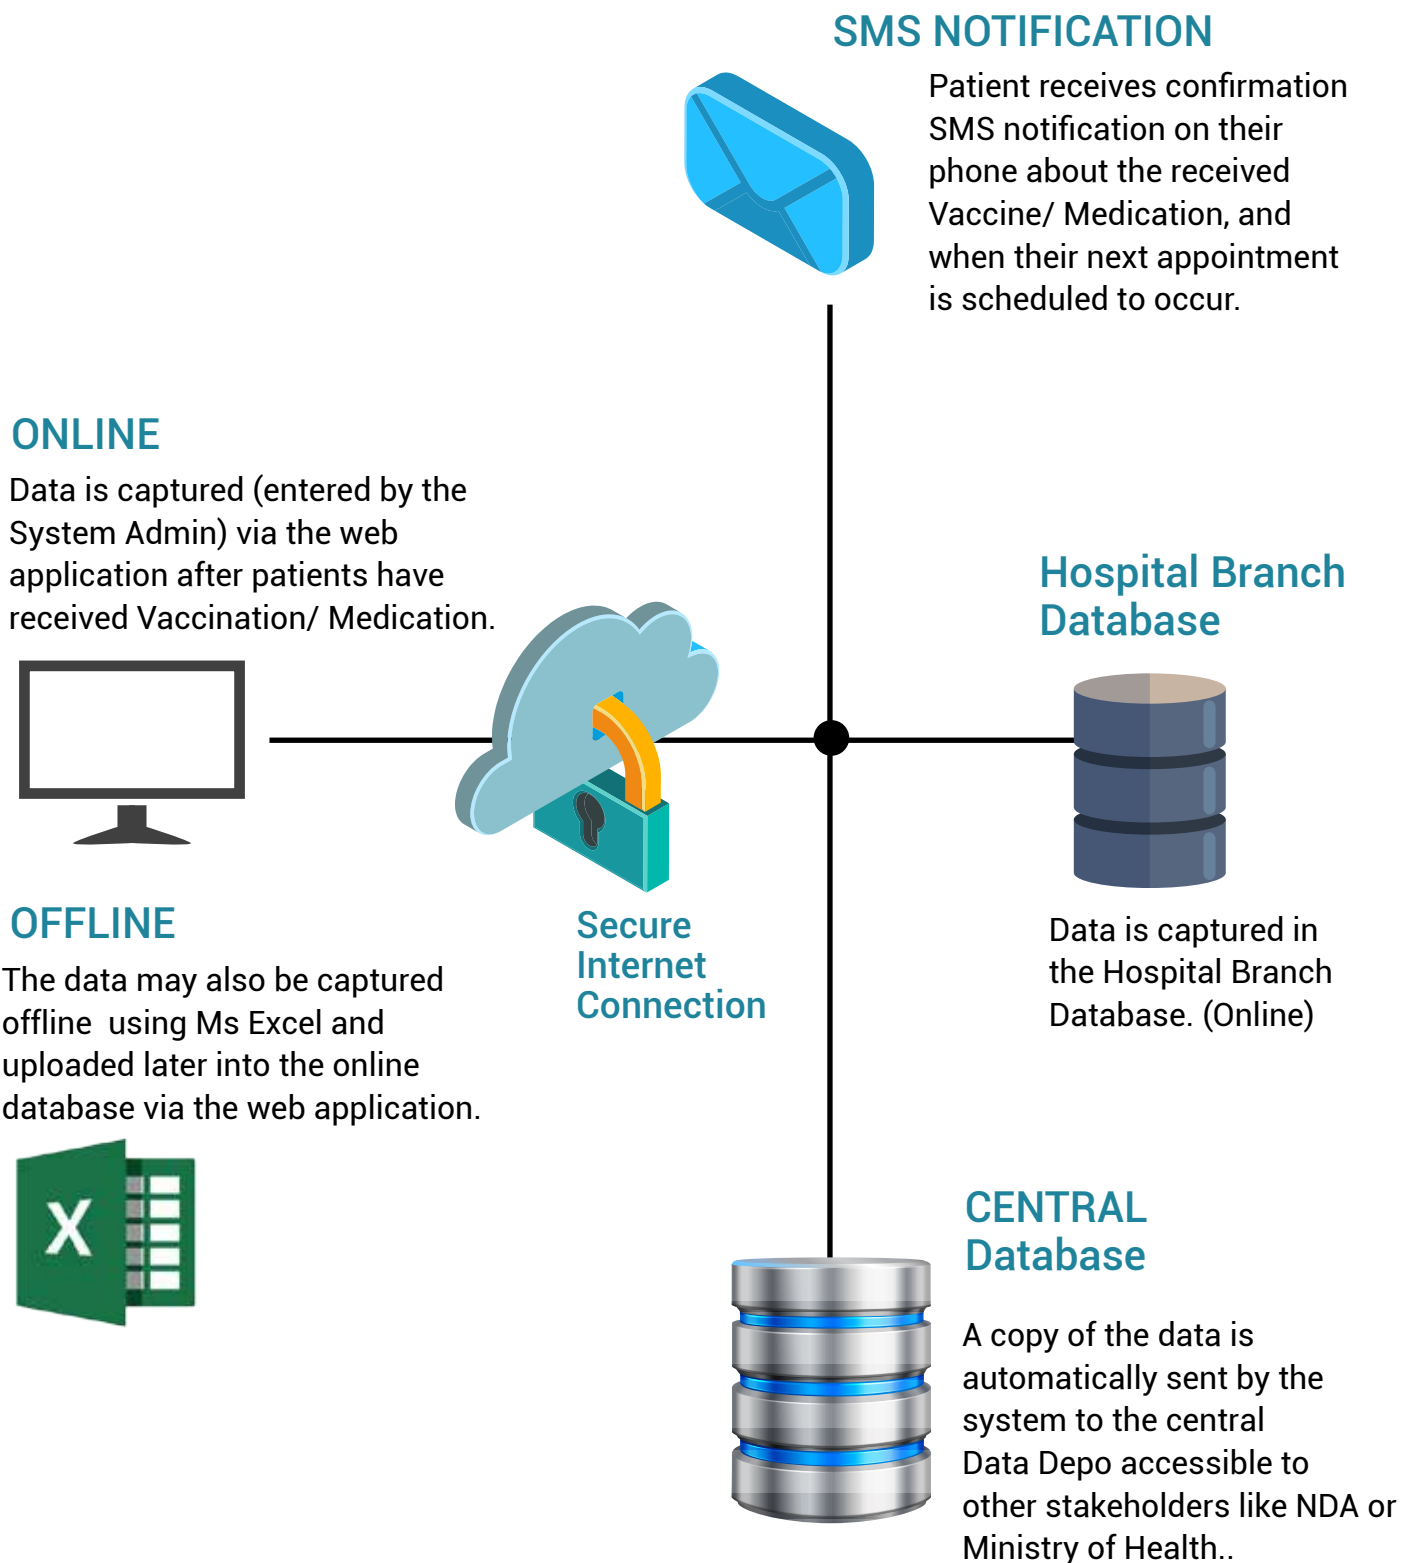 SMS NOTIFICATION
Patient receives confirmation
SMS notification on their
phone about the received
Vaccine/ Medication, and
when their next appointment
is scheduled to occur.
ONLINE
Data is captured (entered by the
System Admin) via the web
application after patients have
received Vaccination/ Medication.
Hospital Branch
Database
OFFLINE
The data may also be captured
offline  using Ms Excel and
uploaded later into the online
database via the web application.
X
Secure
Internet
Connection
Data is captured in
the Hospital Branch
Database. (Online)
CENTRAL
Database
A copy of the data is
automatically sent by the
system to the central
Data Depo accessible to
other stakeholders like NDA or
Ministry of Health..